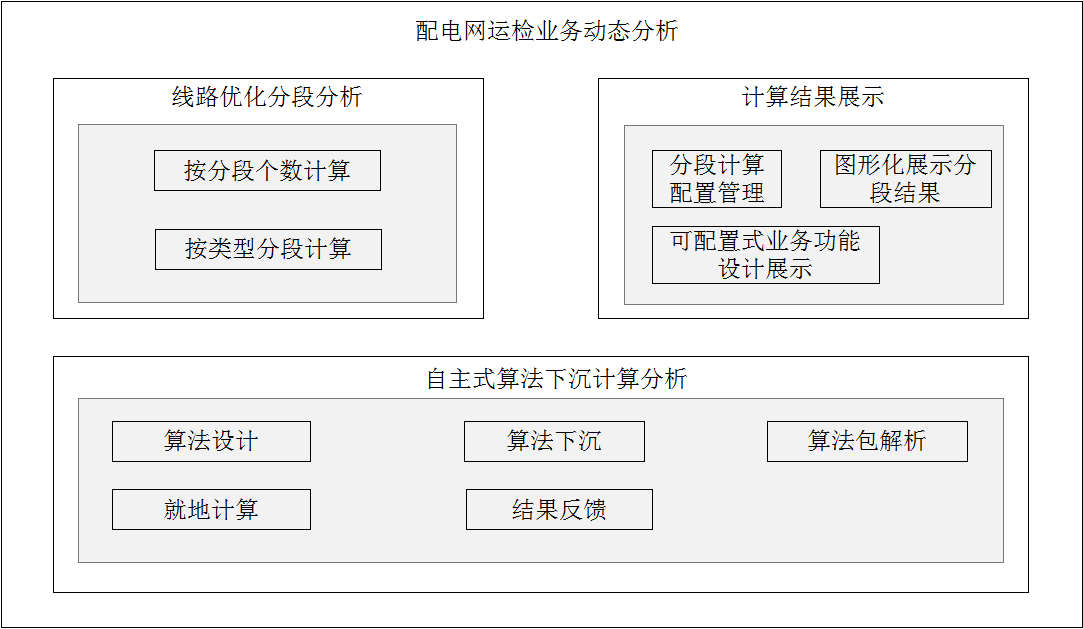 配电网运检业务动态分析
线路优化分段分析
按分段个数计算
按类型分段计算
计算结果展示
分段计算
配置管理
图形化展示分
段结果
可配置式业务功能
设计展示
自主式算法下沉计算分析
算法设计
算法下沉
算法包解析
就地计算
结果反馈